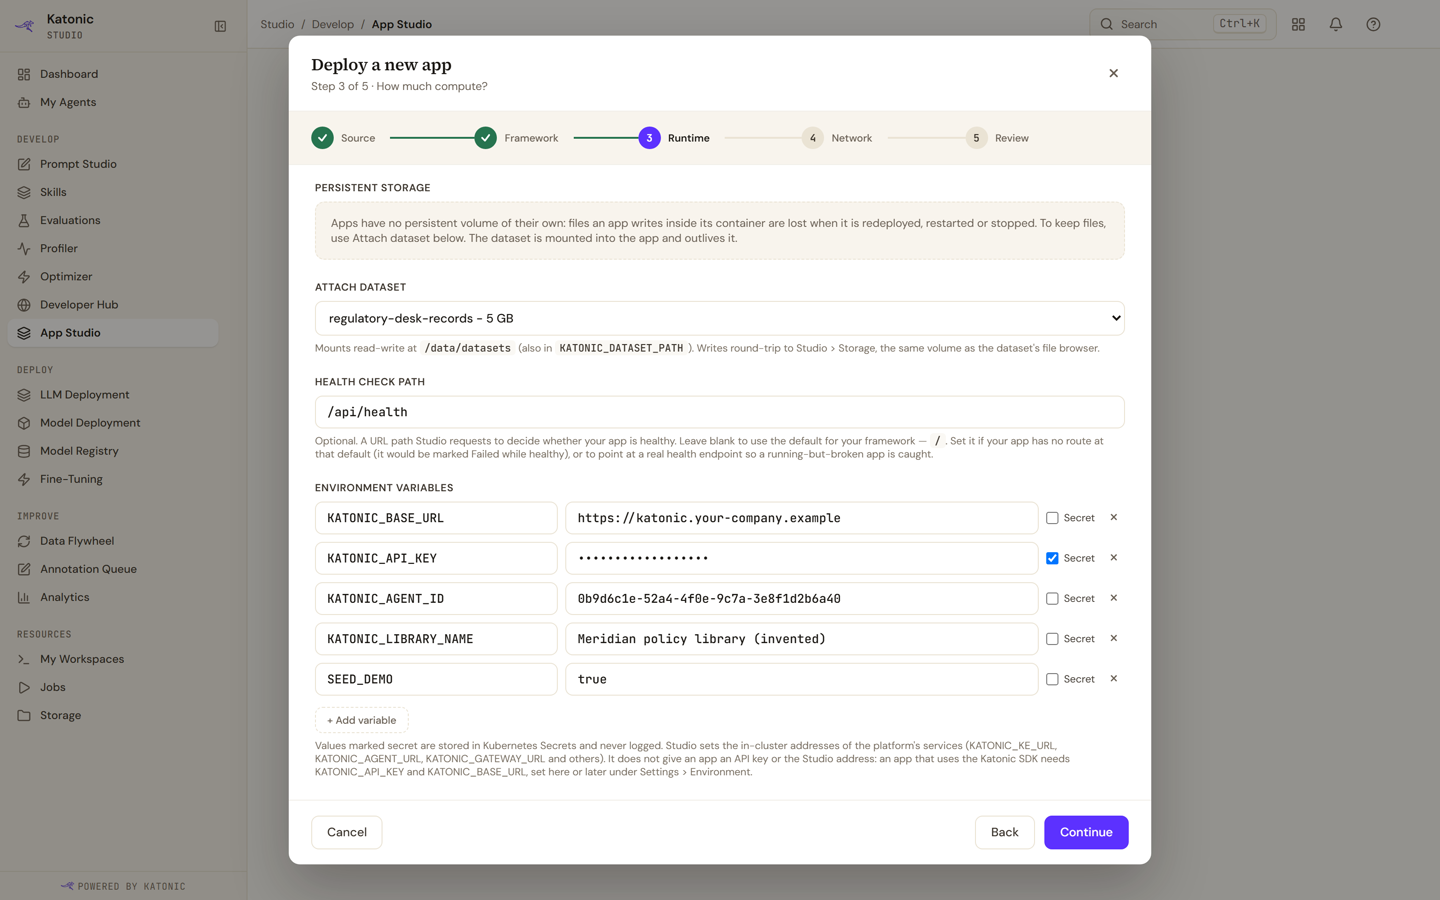 Katonic
STUDIO
Dashboard
My Agents
DEVELOP
Prompt Studio
Skills
Evaluations
Profiler
Optimizer
Developer Hub
App Studio
DEPLOY
LLM Deployment
Model Deployment
Model Registry
Fine-Tuning
IMPROVE
Data Flywheel
Annotation Queue
Analytics
RESOURCES
My Workspaces
Jobs
Storage
POWERED BY KATONIC
Studio / Develop / App Studio
Search Ctrl+K
Deploy a new app
Step 3 of 5 · How much compute?
Source Framework 3 Runtime 4 Network 5 Review
PERSISTENT STORAGE
Apps have no persistent volume of their own: files an app writes inside its container are lost when it is redeployed, restarted or stopped. To keep files,
use Attach dataset below. The dataset is mounted into the app and outlives it.
ATTACH DATASET
regulatory-desk-records - 5 GB
Mounts read-write at /data/datasets (also in KATONIC_DATASET_PATH ). Writes round-trip to Studio > Storage, the same volume as the dataset's file browser.
HEALTH CHECK PATH
/api/health
Optional. A URL path Studio requests to decide whether your app is healthy. Leave blank to use the default for your framework — / . Set it if your app has no route at
that default (it would be marked Failed while healthy), or to point at a real health endpoint so a running-but-broken app is caught.
ENVIRONMENT VARIABLES
KATONIC_BASE_URL https://katonic.your-company.example Secret
KATONIC_API_KEY •••••••••••••••••• Secret
KATONIC_AGENT_ID 0b9d6c1e-52a4-4f0e-9c7a-3e8f1d2b6a40 Secret
KATONIC_LIBRARY_NAME Meridian policy library (invented) Secret
SEED_DEMO true Secret
+ Add variable
Values marked secret are stored in Kubernetes Secrets and never logged. Studio sets the in-cluster addresses of the platform's services (KATONIC_KE_URL,
KATONIC_AGENT_URL, KATONIC_GATEWAY_URL and others). It does not give an app an API key or the Studio address: an app that uses the Katonic SDK needs
KATONIC_API_KEY and KATONIC_BASE_URL, set here or later under Settings > Environment.
Cancel Back Continue